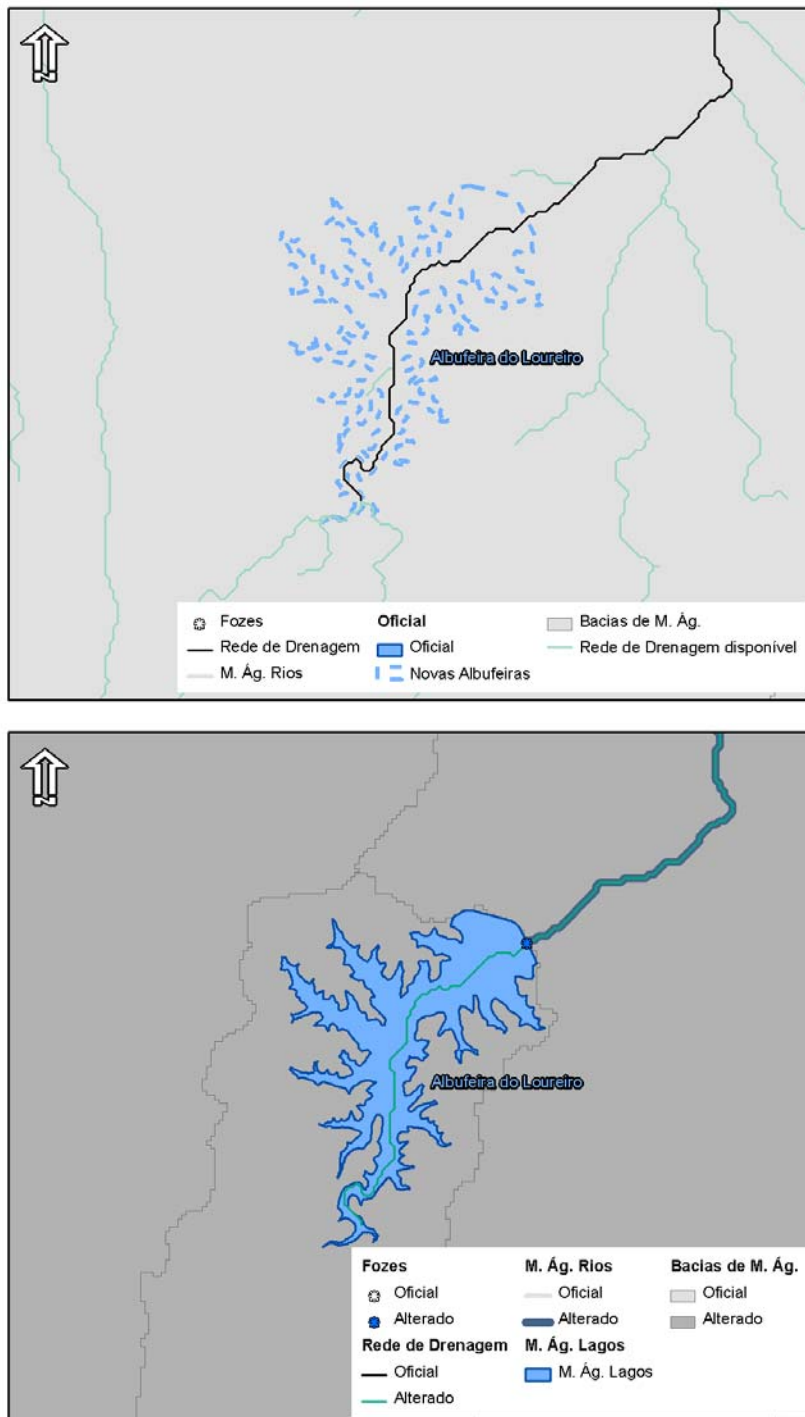 N
Albufeira do Loureiro
Fozes
Oficial
Bacias de M. Ág.
Rede de Drenagem
Oficial
Rede de Drenagem disponível
M. Ág. Rios
Novas Albufeiras
N
Albufeira do Loureiro
Fozes
M. Ág. Rios
Bacias de M. Ág.
Oficial
Oficial
Oficial
Alterado
Alterado
Alterado
Rede de Drenagem
M. Ág. Lagos
Oficial
M. Ág. Lagos
Alterado